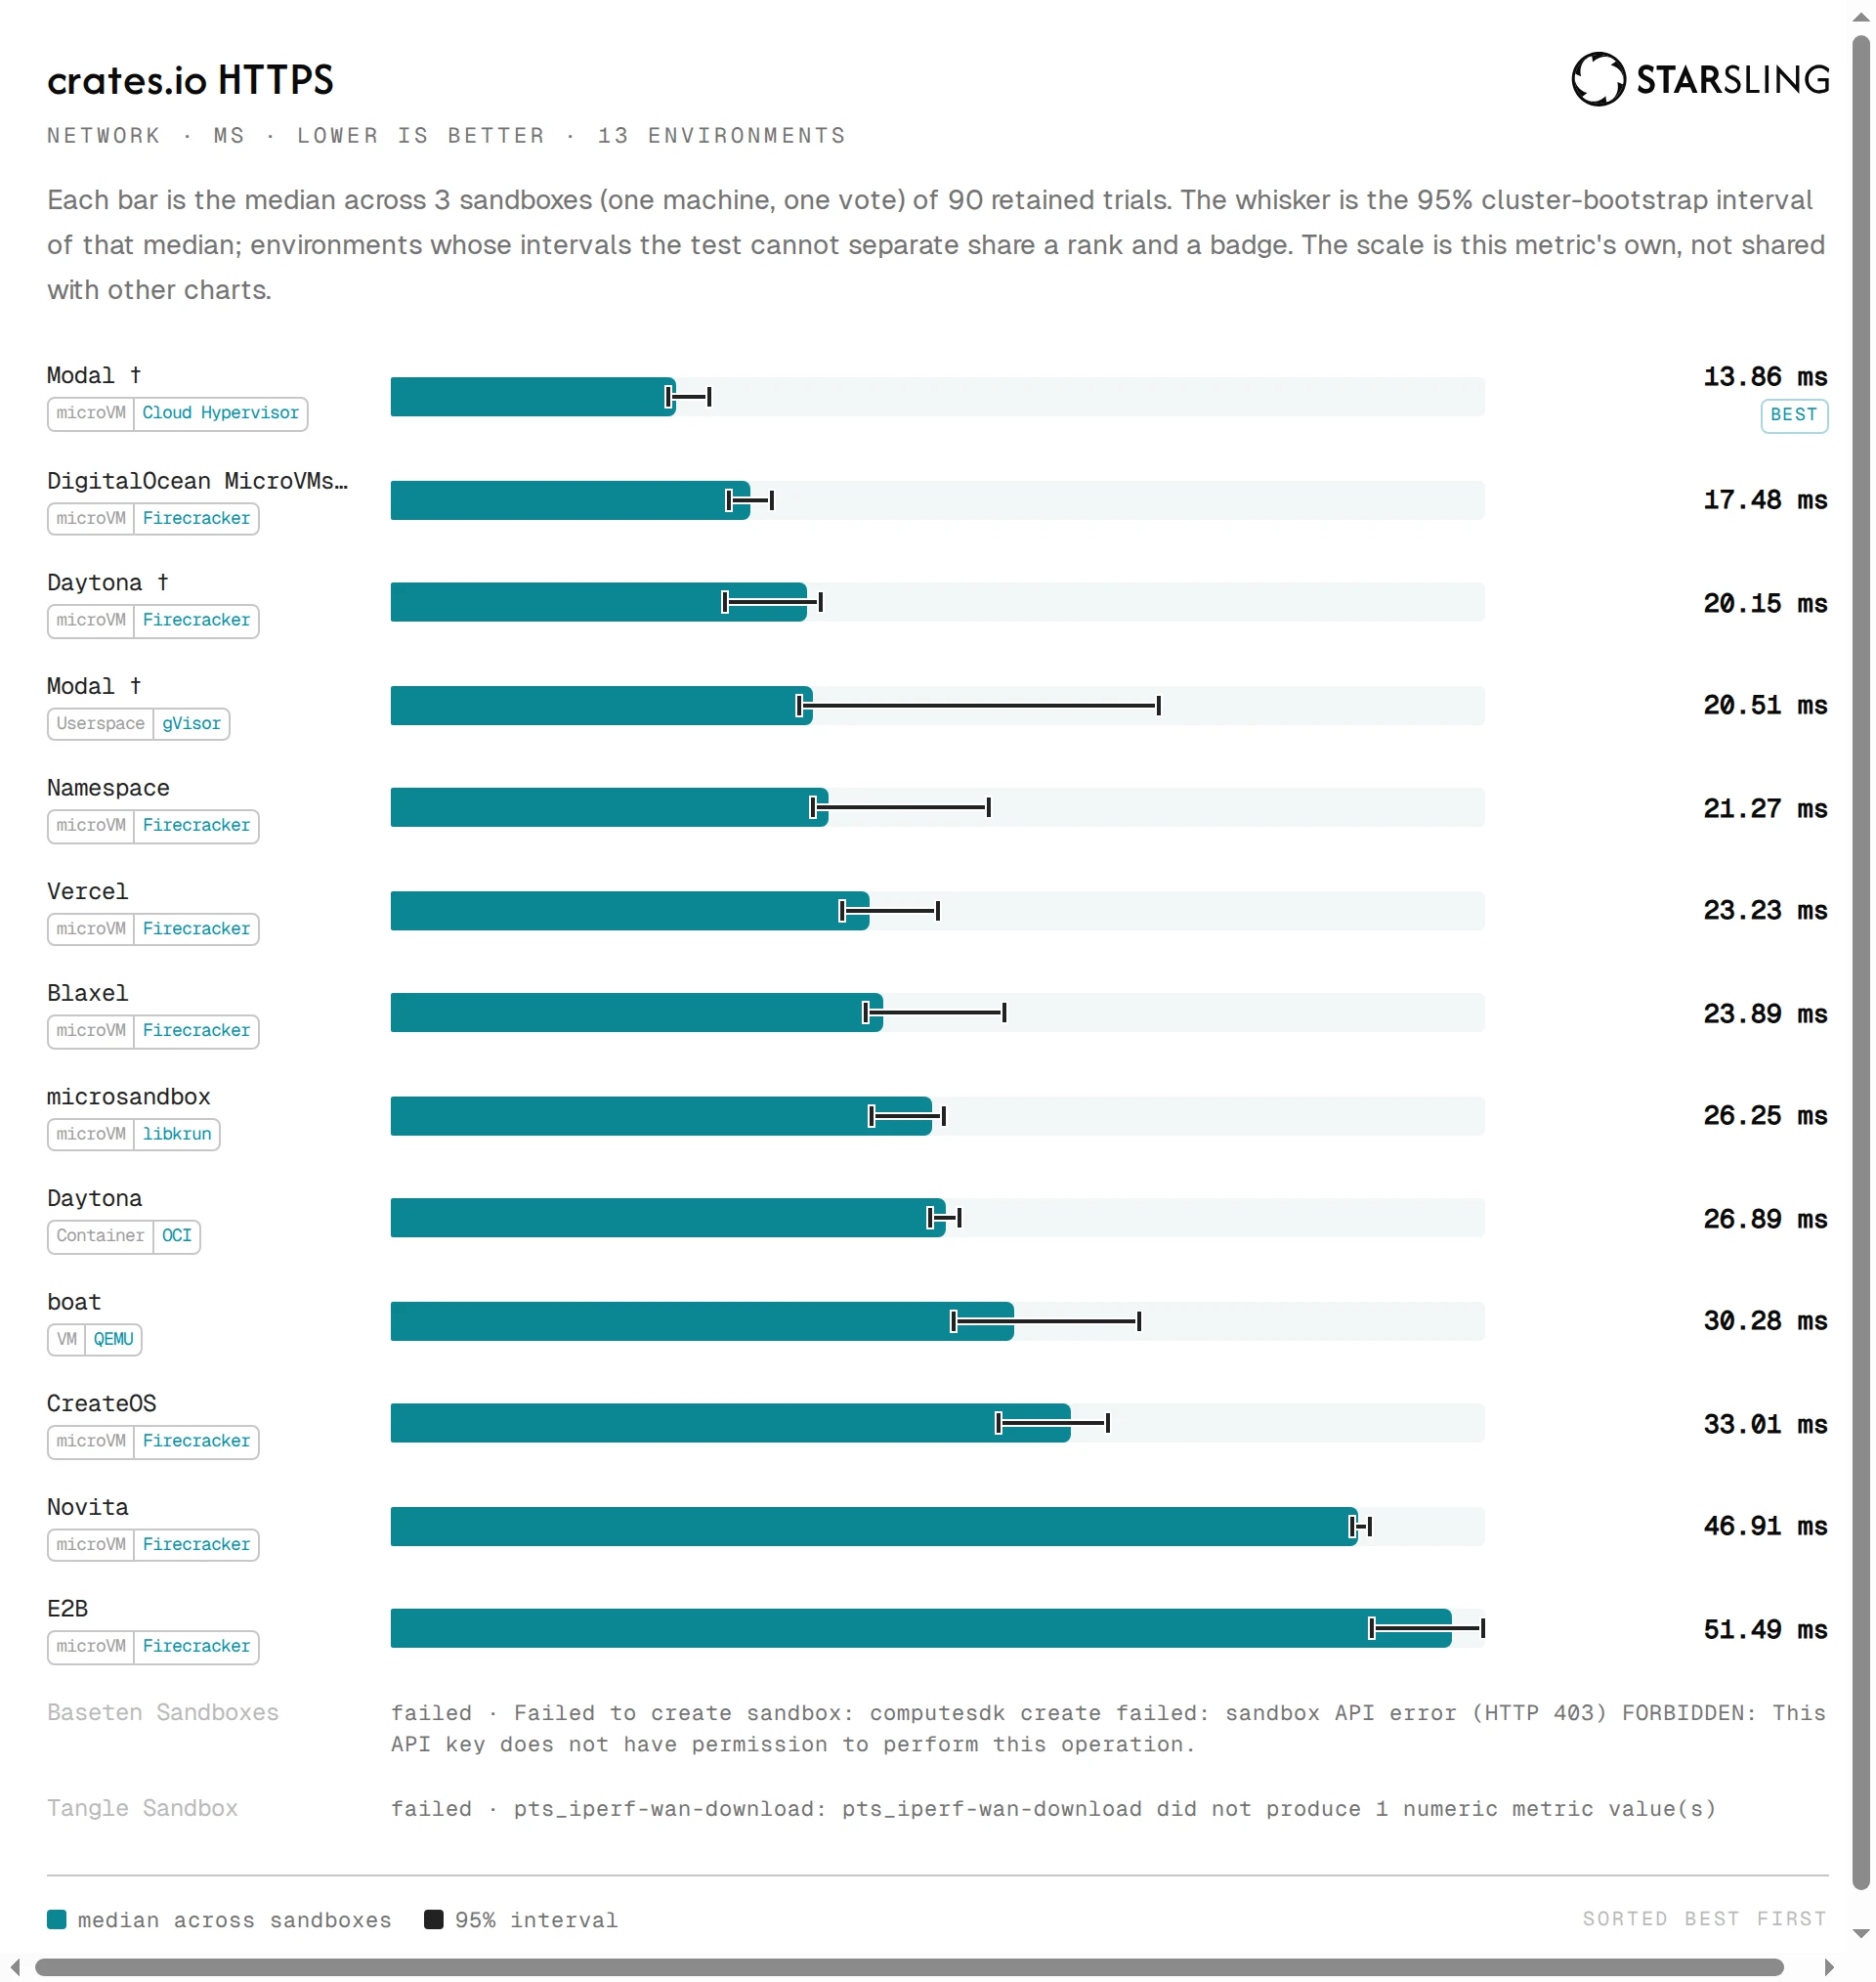 crates.io HTTPS
STARSLING
NETWORK · MS · LOWER IS BETTER · 13 ENVIRONMENTS
Each bar is the median across 3 sandboxes (one machine, one vote) of 90 retained trials. The whisker is the 95% cluster-bootstrap interval
of that median; environments whose intervals the test cannot separate share a rank and a badge. The scale is this metric's own, not shared
with other charts.
Modal †
13.86 ms
microVM Cloud Hypervisor
BEST
DigitalOcean MicroVMs…
microVM Firecracker
17.48 ms
Daytona †
microVM Firecracker
20.15 ms
Modal †
Userspace gVisor
20.51 ms
Namespace
microVM Firecracker
21.27 ms
Vercel
microVM Firecracker
23.23 ms
Blaxel
microVM Firecracker
23.89 ms
microsandbox
microVM libkrun
26.25 ms
Daytona
Container OCI
26.89 ms
boat
VM QEMU
30.28 ms
CreateOS
microVM Firecracker
33.01 ms
Novita
microVM Firecracker
46.91 ms
E2B
microVM Firecracker
51.49 ms
Baseten Sandboxes
failed · Failed to create sandbox: computesdk create failed: sandbox API error (HTTP 403) FORBIDDEN: This
API key does not have permission to perform this operation.
Tangle Sandbox
failed · pts_iperf-wan-download: pts_iperf-wan-download did not produce 1 numeric metric value(s)
median across sandboxes
95% interval
SORTED BEST FIRST